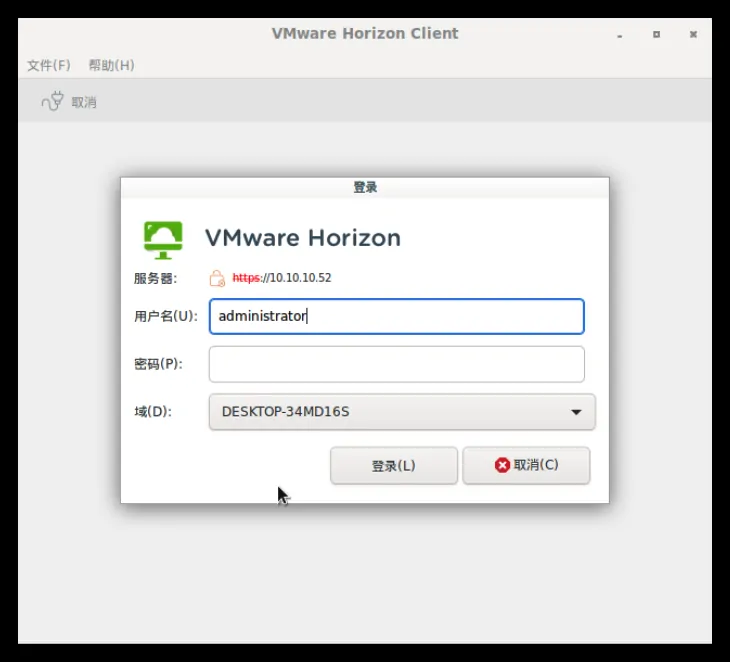 VMware Horizon Client
文件(F) 帮助(H)
取消
登录
VMware Horizon
服务器: https://10.10.10.52
用户名(U): administrator
密码(P):
域(D): DESKTOP-34MD16S
登录(L) 取消(C)